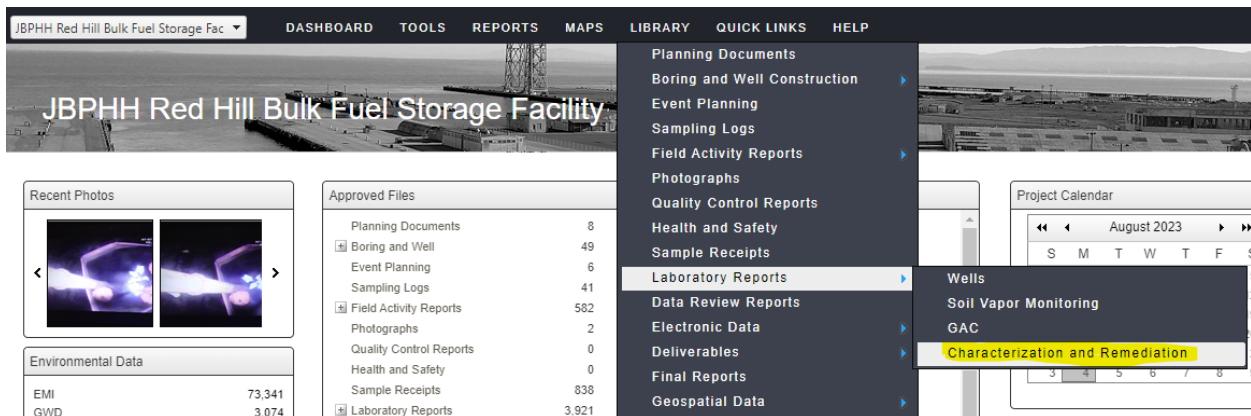 JBPHH Red Hill Bulk Fuel Storage Fac
DASHBOARD TOOLS REPORTS MAPS LIBRARY QUICK LINKS HELP
JBPHH Red Hill Bulk Fuel Storage Facility
Planning Documents
Boring and Well Construction
Event Planning
Sampling Logs
Field Activity Reports
Photographs
Quality Control Reports
Health and Safety
Sample Receipts
Laboratory Reports
Data Review Reports
Electronic Data
Deliverables
Final Reports
Geospatial Data
Wells
Soil Vapor Monitoring
GAC
Characterization and Remediation
Recent Photos
Environmental Data
EMI 73,341
GWD 3,074
Approved Files
Planning Documents 8
Boring and Well 49
Event Planning 6
Sampling Logs 41
Field Activity Reports 582
Photographs 2
Quality Control Reports 0
Health and Safety 0
Sample Receipts 838
Laboratory Reports 3,921
Project Calendar
August 2023
S M T W T F
3 4 5 6 7 8